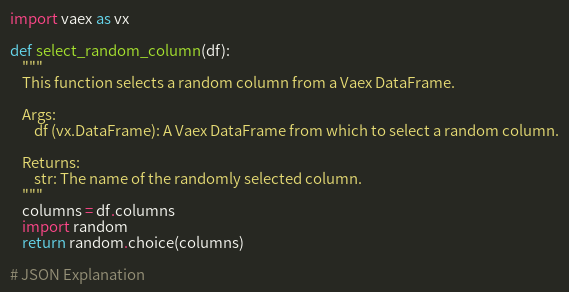 import vaex as vx
def select_random_column(df):
"""
This function selects a random column from a Vaex DataFrame.
Args:
df (vx.DataFrame): A Vaex DataFrame from which to select a random column.
Returns:
str: The name of the randomly selected column.
"""
columns = df.columns
import random
return random.choice(columns)
# JSON Explanation